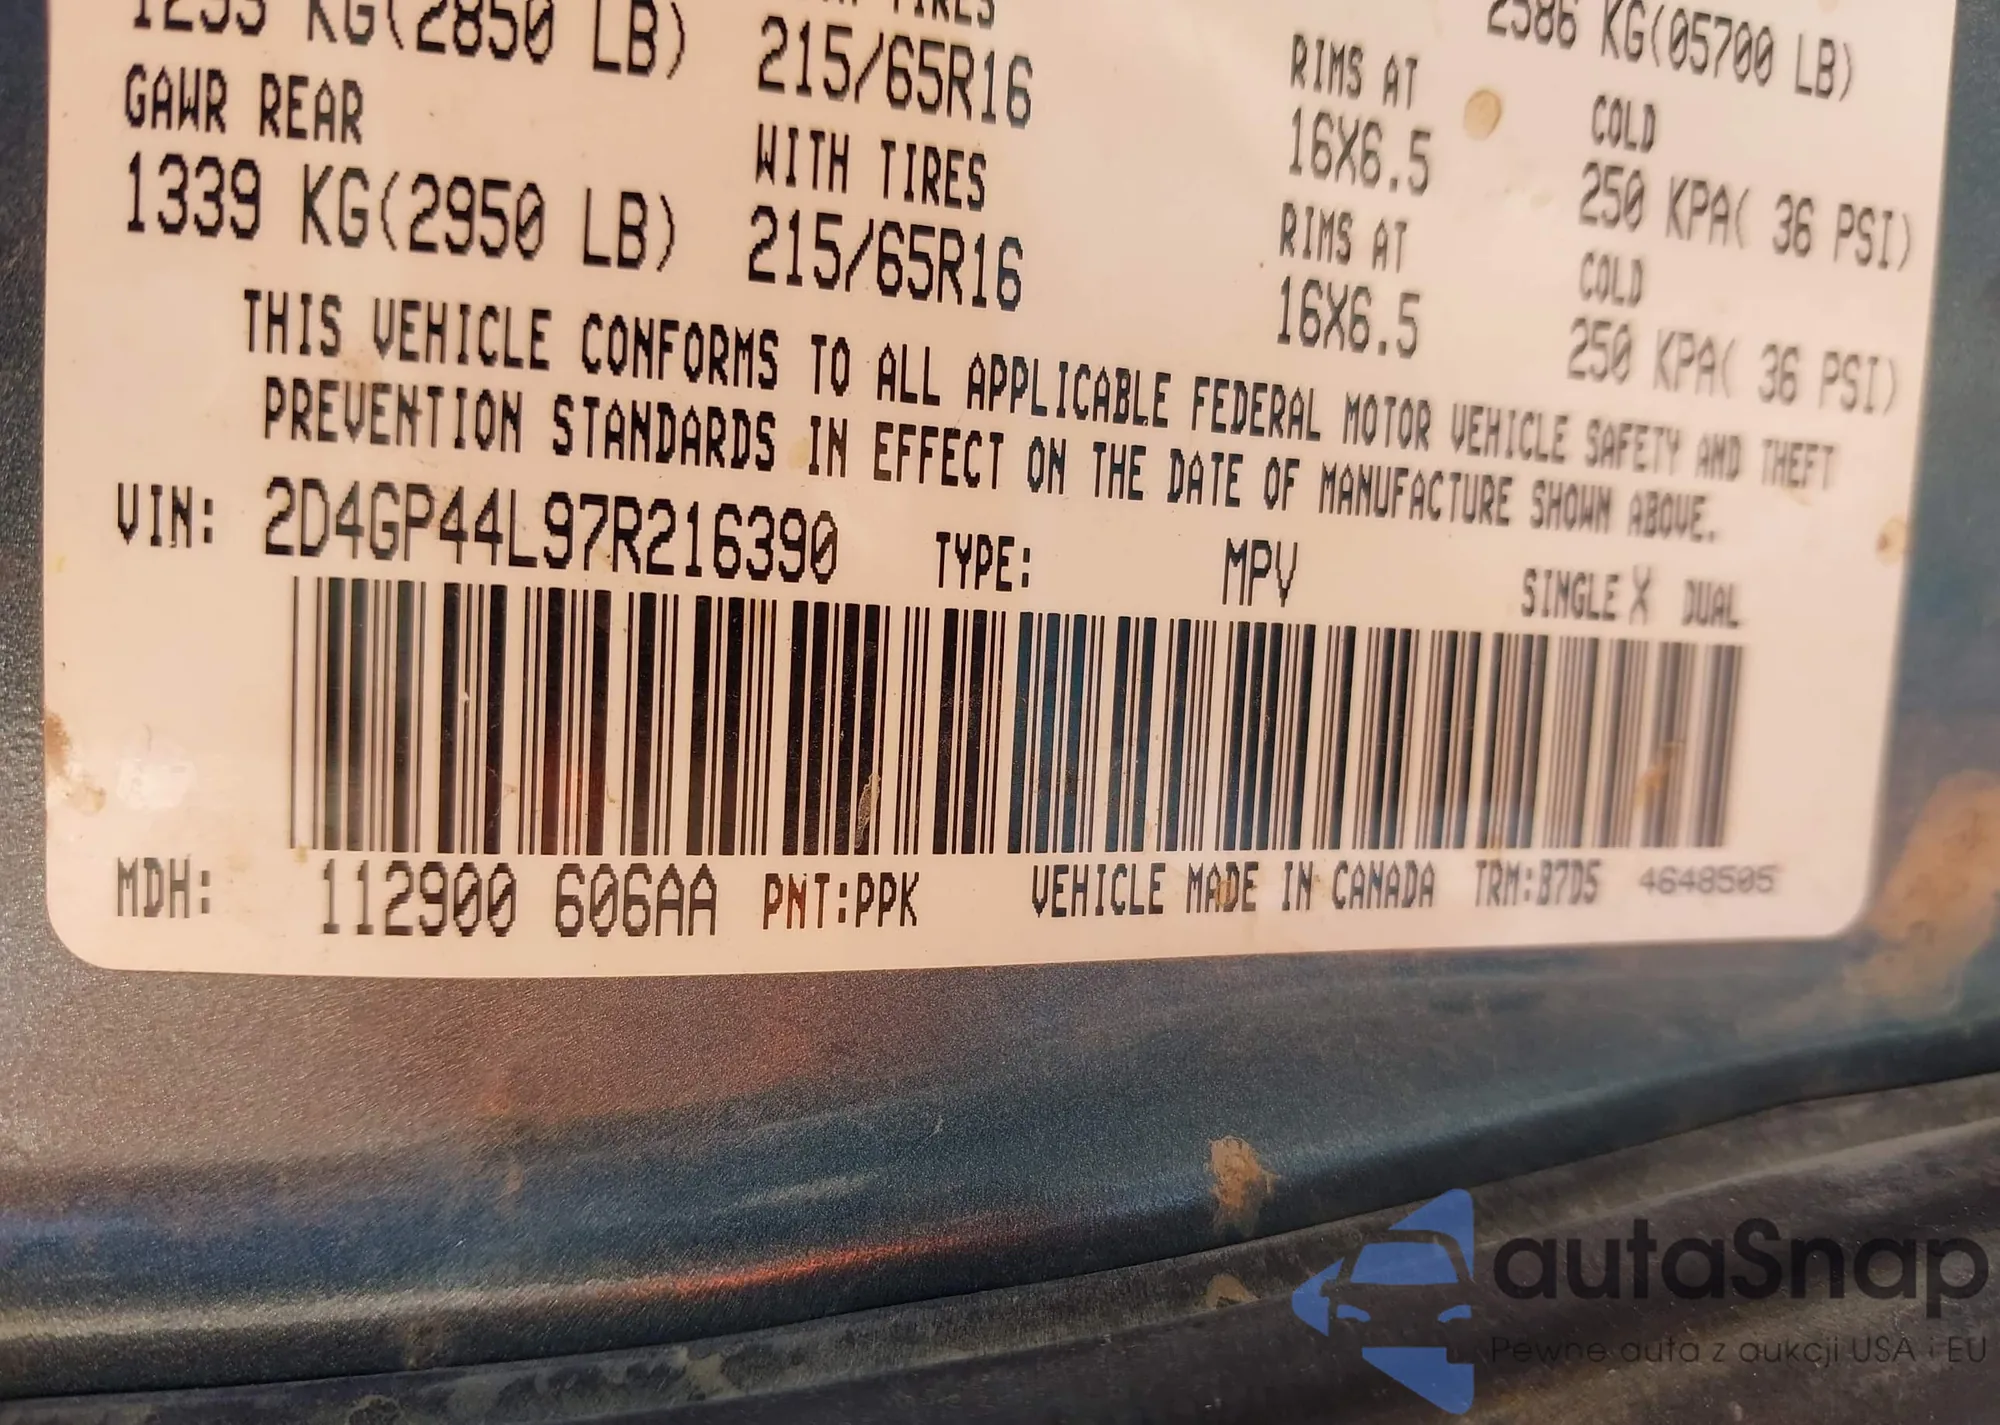 1293 KG(2850 LB) 215/65R16 RIMS AT 2586 KG(05700 LB)
GAWR REAR WITH TIRES 16X6.5 COLD
1339 KG(2950 LB) 215/65R16 RIMS AT 250 KPA( 36 PSI)
16X6.5 COLD
250 KPA( 36 PSI)
THIS VEHICLE CONFORMS TO ALL APPLICABLE FEDERAL MOTOR VEHICLE SAFETY AND THEFT
PREVENTION STANDARDS IN EFFECT ON THE DATE OF MANUFACTURE SHOWN ABOVE.
VIN: 2D4GP44L97R216390 TYPE: MPV SINGLE X DUAL
MDH: 112900 606AA PNT:PPK VEHICLE MADE IN CANADA TRM:B7D5 4648505
autaSnap
Pewne auta z aukcji USA i EU